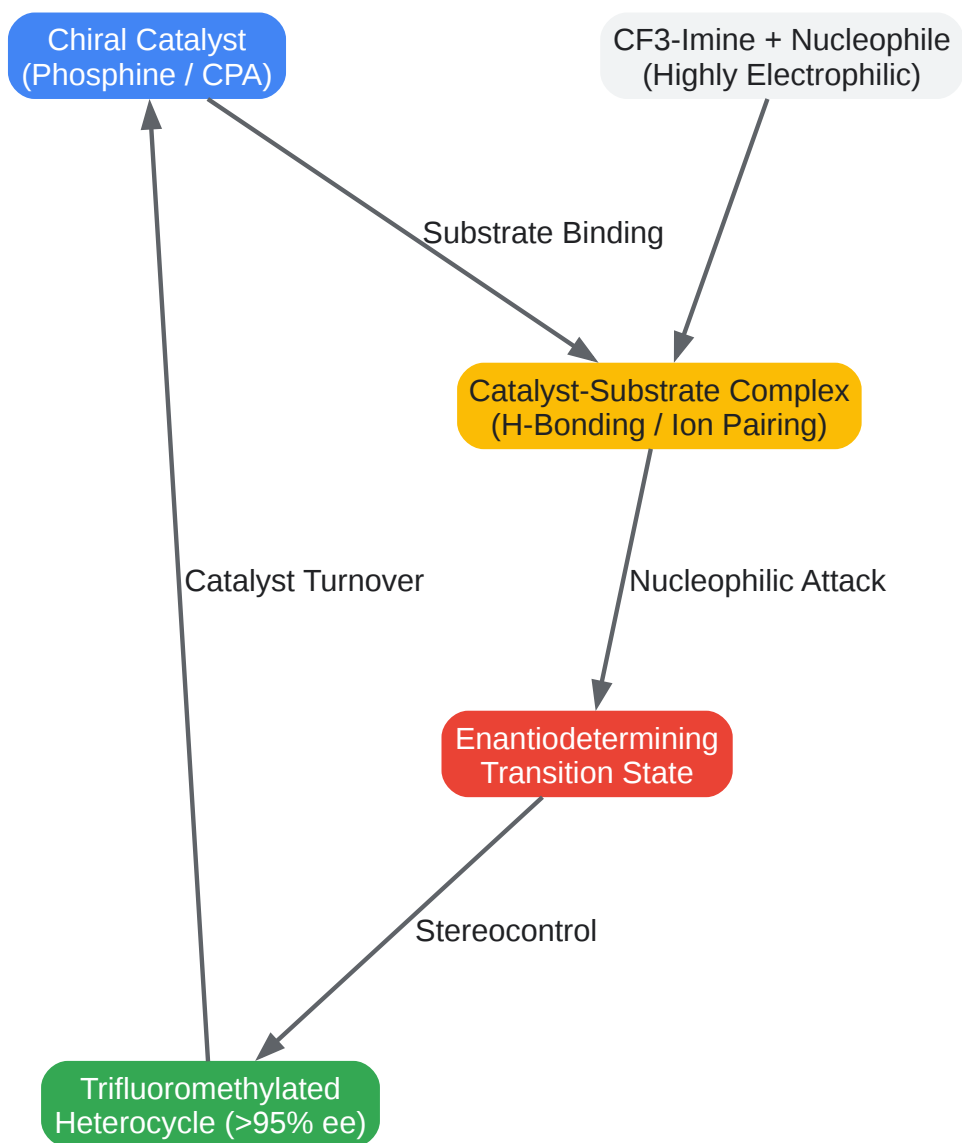 Chiral Catalyst
(Phosphine / CPA)
CF3-Imine + Nucleophile
(Highly Electrophilic)
Substrate Binding
Catalyst-Substrate Complex
(H-Bonding / Ion Pairing)
Catalyst Turnover
Nucleophilic Attack
Enantiodetermining
Transition State
Stereocontrol
Trifluoromethylated
Heterocycle (>95% ee)